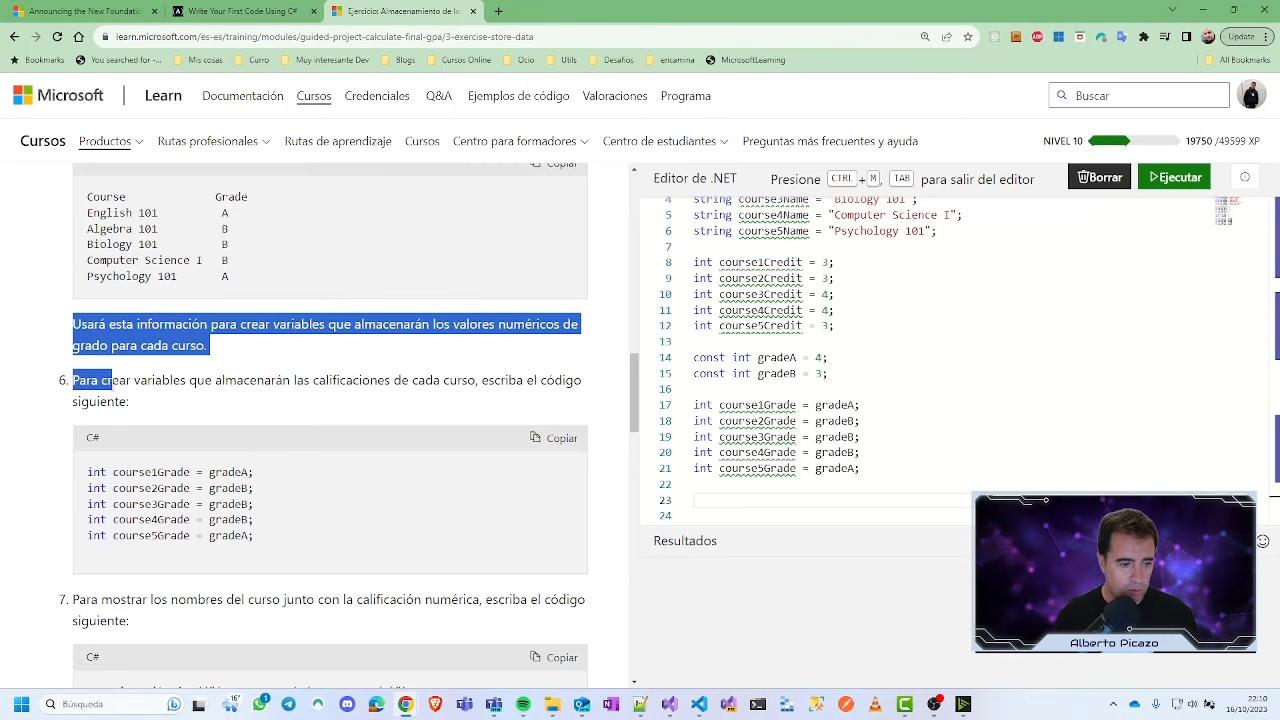 Announcing the New Foundatic
Write Your First Code Using C#
Ejercicio: Almacenamiento de lo
learn.microsoft.com/es-es/training/modules/guided-project-calculate-final-gpa/3-exercise-store-data
Update
Bookmarks
You searched for -...
Mis cosas
Curro
Muy interesante Dev
Blogs
Cursos Online
Ocio
Utils
Desafios
encamina
MicrosoftLearning
All Bookmarks
Microsoft
Learn
Documentación
Cursos
Credenciales
Q&A
Ejemplos de código
Valoraciones
Programa
Buscar
Cursos
Productos
Rutas profesionales
Rutas de aprendizaje
Cursos
Centro para formadores
Centro de estudiantes
Preguntas más frecuentes y ayuda
NIVEL 10
19750 /49599 XP
Copiar
Course Grade
English 101 A
Algebra 101 B
Biology 101 B
Computer Science I B
Psychology 101 A
Usará esta información para crear variables que almacenarán los valores numéricos de
grado para cada curso.
6. Para crear variables que almacenarán las calificaciones de cada curso, escriba el código
siguiente:
C#
Copiar
int course1Grade = gradeA;
int course2Grade = gradeB;
int course3Grade = gradeB;
int course4Grade = gradeB;
int course5Grade = gradeA;
7. Para mostrar los nombres del curso junto con la calificación numérica, escriba el código
siguiente:
C#
Copiar
Editor de .NET
Presione CTRL + M, TAB para salir del editor
Borrar
Ejecutar
4 string course3Name = "Biology 101";
5 string course4Name = "Computer Science I";
6 string course5Name = "Psychology 101";
7
8 int course1Credit = 3;
9 int course2Credit = 3;
10 int course3Credit = 4;
11 int course4Credit = 4;
12 int course5Credit = 3;
13
14 const int gradeA = 4;
15 const int gradeB = 3;
16
17 int course1Grade = gradeA;
18 int course2Grade = gradeB;
19 int course3Grade = gradeB;
20 int course4Grade = gradeB;
21 int course5Grade = gradeA;
22
23
24
Resultados
Alberto Picazo
Búsqueda
16°
1
22:10
16/10/2023